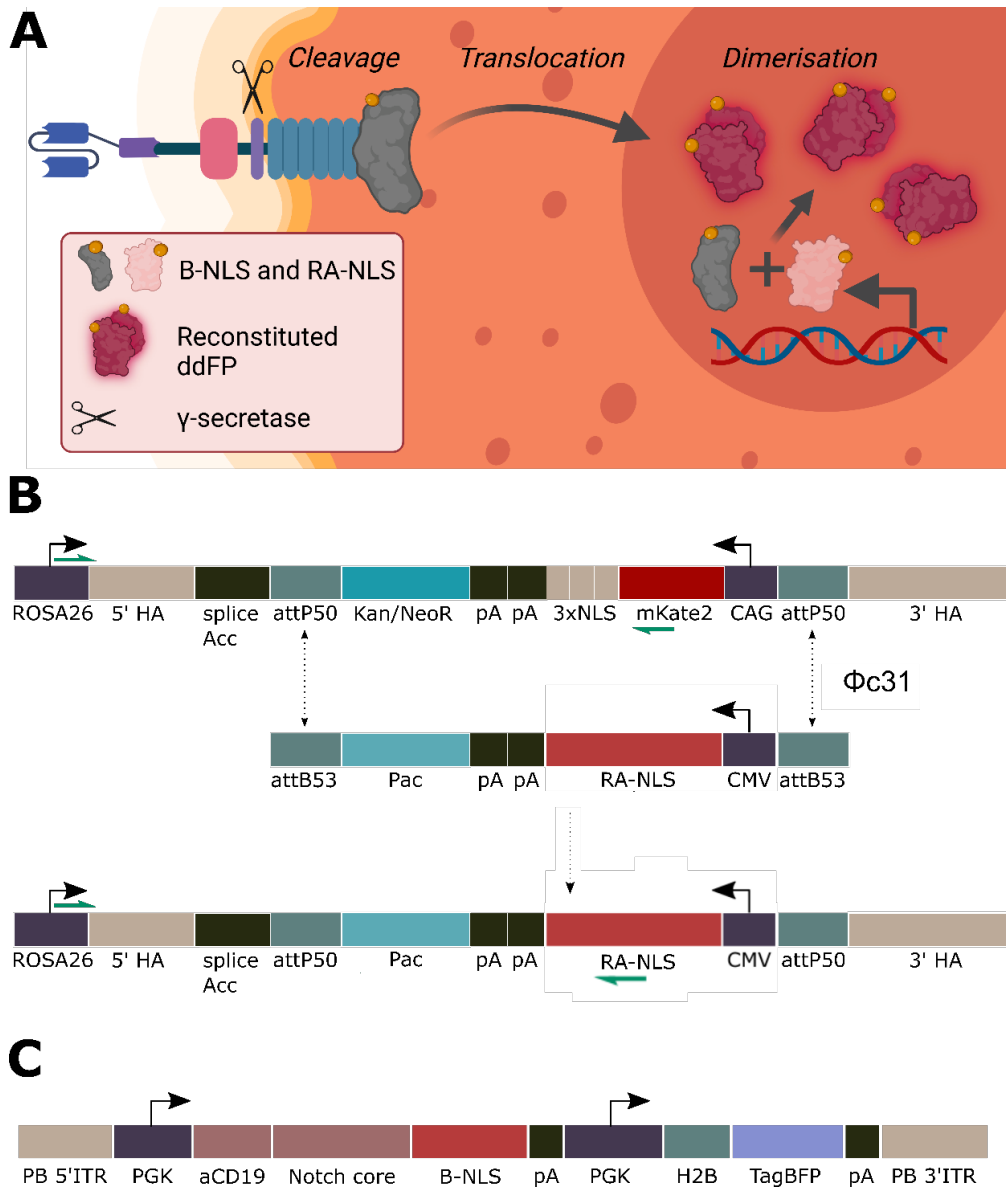 A
Cleavage
Translocation
Dimerisation
B-NLS and RA-NLS
Reconstituted
ddFP
γ-secretase
B
ROSA26 5' HA splice Acc attP50 Kan/NeoR pA pA 3xNLS mKate2 CAG attP50 3' HA
Φc31
attB53 Pac pA pA RA-NLS CMV attB53
ROSA26 5' HA splice Acc attP50 Pac pA pA RA-NLS CMV attP50 3' HA
C
PB 5'ITR PGK aCD19 Notch core B-NLS pA PGK H2B TagBFP pA PB 3'ITR